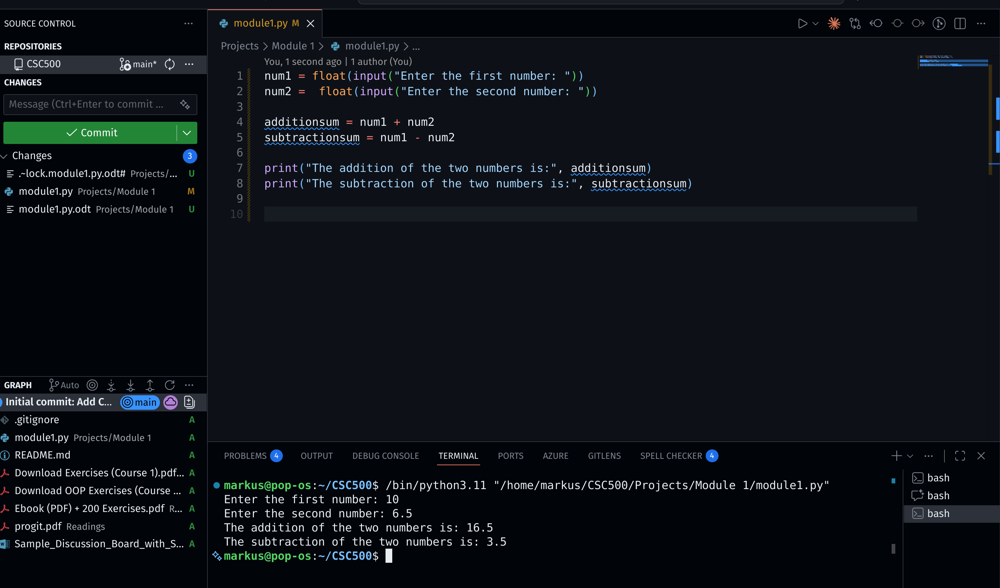 SOURCE CONTROL
REPOSITORIES
CSC500 main*
CHANGES
Message (Ctrl+Enter to commit ...
Commit
Changes 3
.~lock.module1.py.odt# Projects/... U
module1.py Projects/Module 1 M
module1.py.odt Projects/Module 1 U
GRAPH Auto
Initial commit: Add C... main
.gitignore A
module1.py Projects/Module 1 A
README.md A
Download Exercises (Course 1).pdf... A
Download OOP Exercises (Course ... A
Ebook (PDF) + 200 Exercises.pdf R... A
progit.pdf Readings A
Sample_Discussion_Board_with_S... A
module1.py M
Projects > Module 1 > module1.py > ...
You, 1 second ago | 1 author (You)
1 num1 = float(input("Enter the first number: "))
2 num2 =  float(input("Enter the second number: "))
3
4 additionsum = num1 + num2
5 subtractionsum = num1 - num2
6
7 print("The addition of the two numbers is:", additionsum)
8 print("The subtraction of the two numbers is:", subtractionsum)
9
10
PROBLEMS 4 OUTPUT DEBUG CONSOLE TERMINAL PORTS AZURE GITLENS SPELL CHECKER 4
markus@pop-os:~/CSC500$ /bin/python3.11 "/home/markus/CSC500/Projects/Module 1/module1.py"
Enter the first number: 10
Enter the second number: 6.5
The addition of the two numbers is: 16.5
The subtraction of the two numbers is: 3.5
markus@pop-os:~/CSC500$
bash
bash
bash